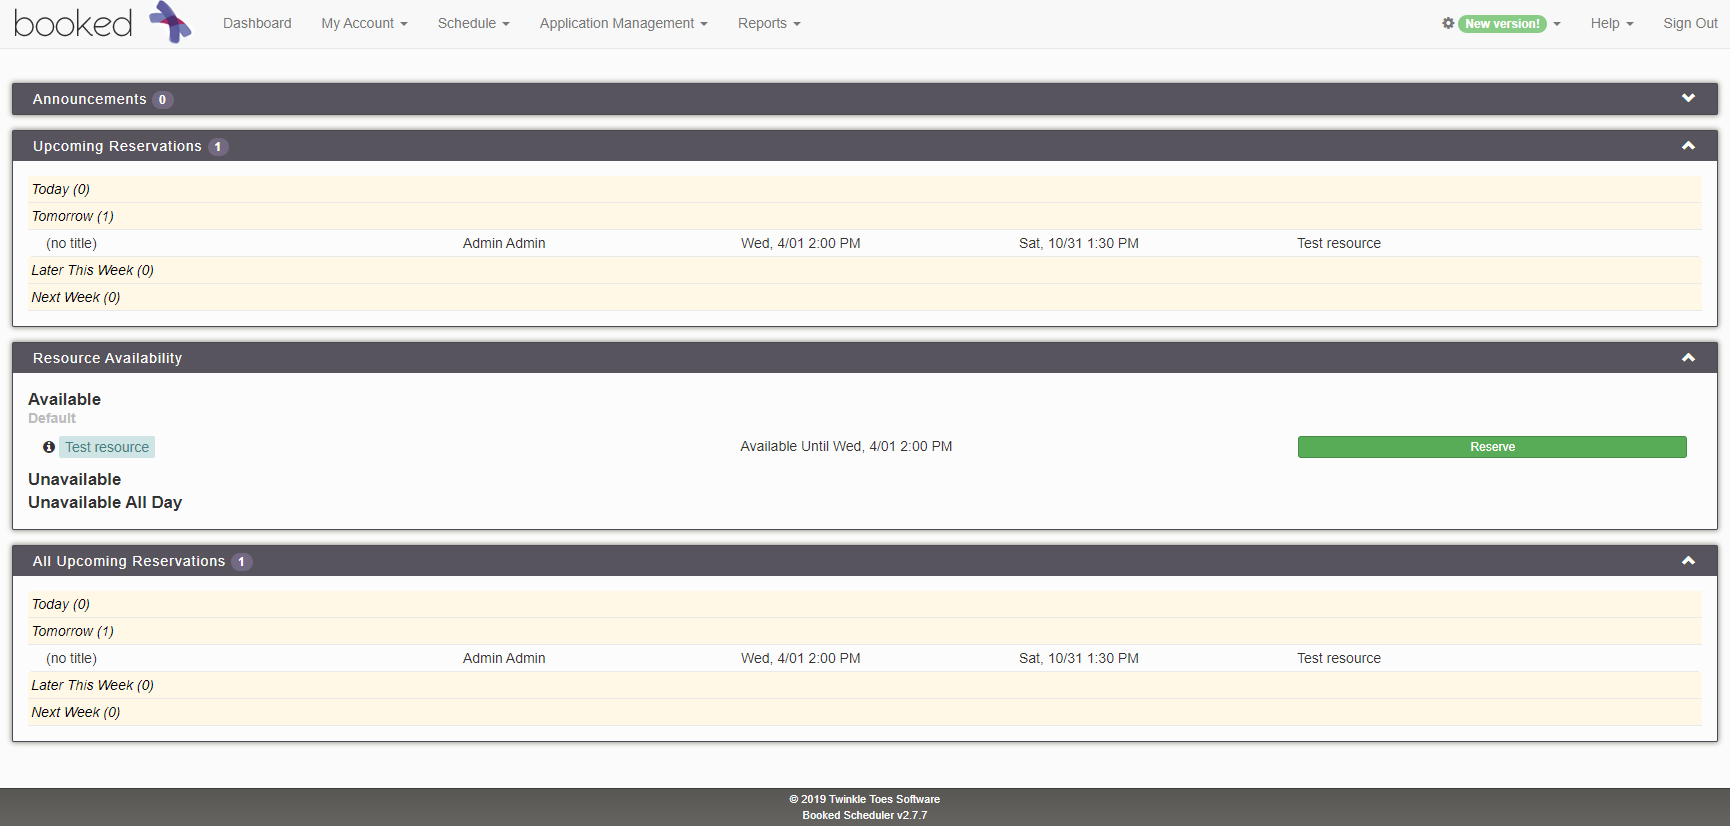 booked Dashboard My Account Schedule Application Management Reports New version! Help Sign Out
Announcements 0
Upcoming Reservations 1
Today (0)
Tomorrow (1)
(no title) Admin Admin Wed, 4/01 2:00 PM Sat, 10/31 1:30 PM Test resource
Later This Week (0)
Next Week (0)
Resource Availability
Available
Default
Test resource Available Until Wed, 4/01 2:00 PM Reserve
Unavailable
Unavailable All Day
All Upcoming Reservations 1
Today (0)
Tomorrow (1)
(no title) Admin Admin Wed, 4/01 2:00 PM Sat, 10/31 1:30 PM Test resource
Later This Week (0)
Next Week (0)
© 2019 Twinkle Toes Software
Booked Scheduler v2.7.7